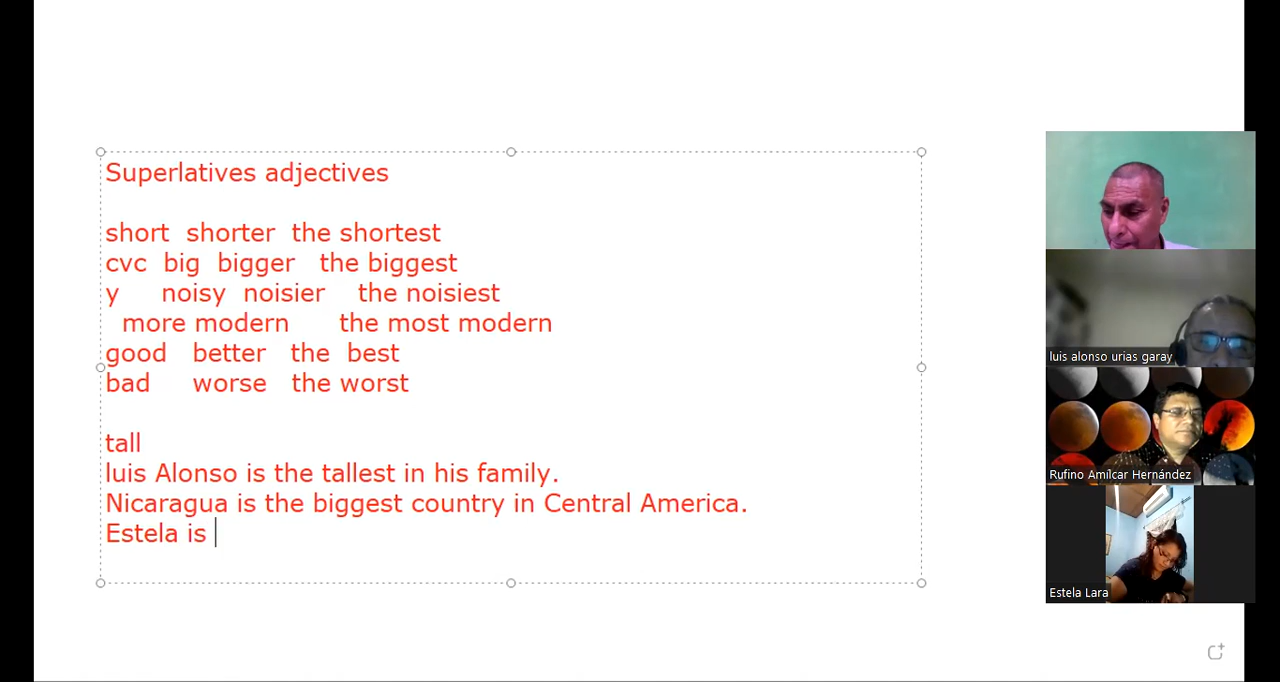 Superlatives adjectives
short shorter the shortest
cvc big bigger the biggest
y noisy noisier the noisiest
more modern the most modern
good better the best
bad worse the worst
tall
luis Alonso is the tallest in his family.
Nicaragua is the biggest country in Central America.
Estela is
luis alonso urias garay
Rufino Amílcar Hernández
Estela Lara